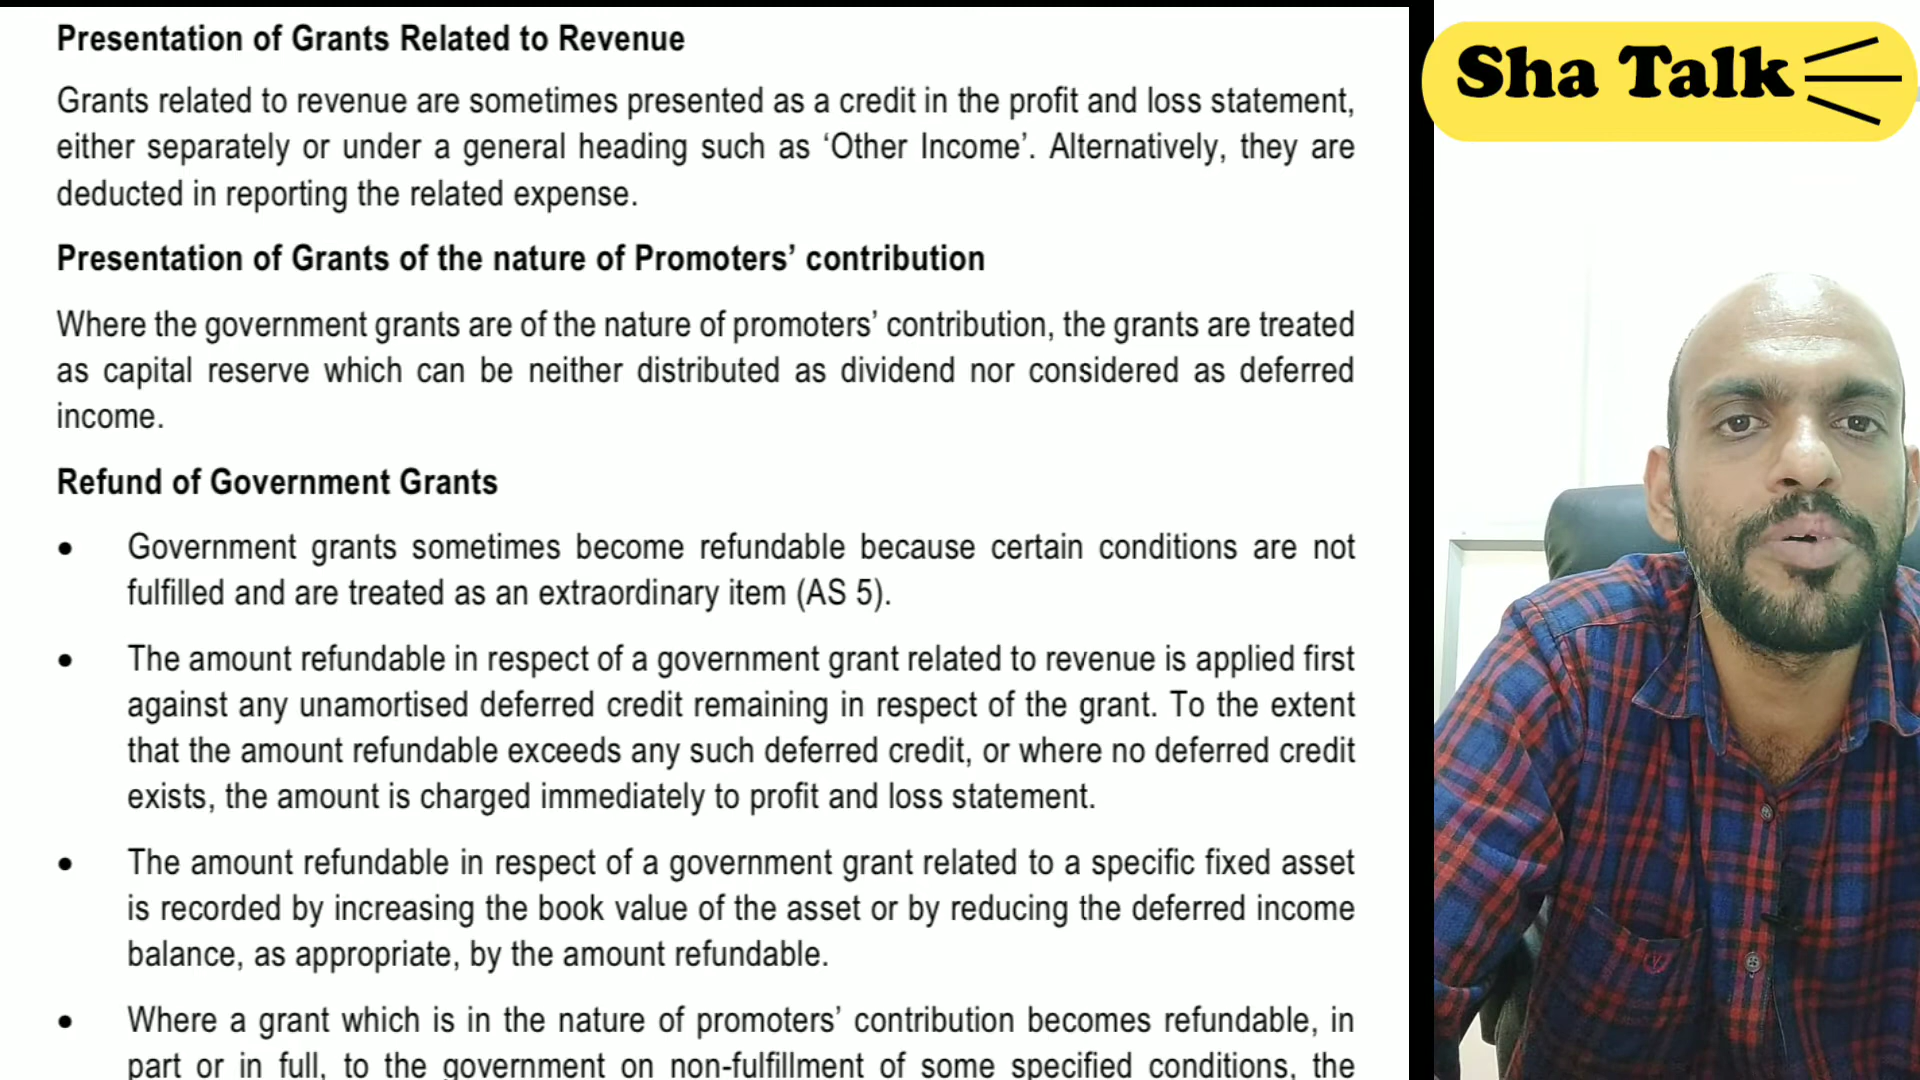 Presentation of Grants Related to Revenue
Grants related to revenue are sometimes presented as a credit in the profit and loss statement,
either separately or under a general heading such as ‘Other Income’. Alternatively, they are
deducted in reporting the related expense.
Presentation of Grants of the nature of Promoters’ contribution
Where the government grants are of the nature of promoters’ contribution, the grants are treated
as capital reserve which can be neither distributed as dividend nor considered as deferred
income.
Refund of Government Grants
• Government grants sometimes become refundable because certain conditions are not
fulfilled and are treated as an extraordinary item (AS 5).
• The amount refundable in respect of a government grant related to revenue is applied first
against any unamortised deferred credit remaining in respect of the grant. To the extent
that the amount refundable exceeds any such deferred credit, or where no deferred credit
exists, the amount is charged immediately to profit and loss statement.
• The amount refundable in respect of a government grant related to a specific fixed asset
is recorded by increasing the book value of the asset or by reducing the deferred income
balance, as appropriate, by the amount refundable.
• Where a grant which is in the nature of promoters’ contribution becomes refundable, in
part or in full, to the government on non-fulfillment of some specified conditions, the
Sha Talk